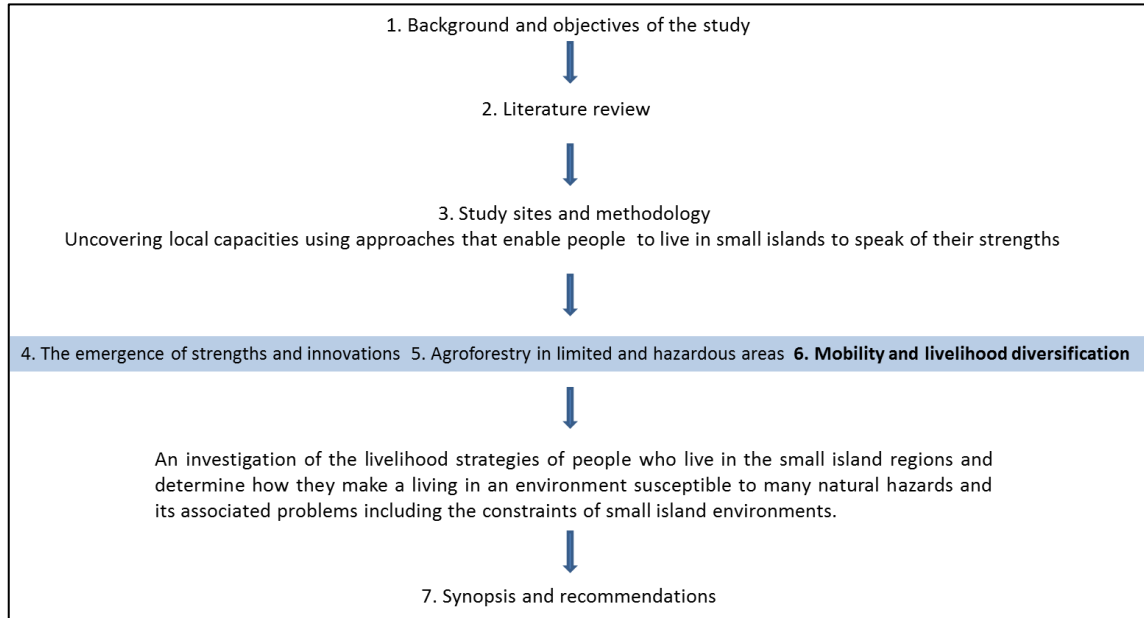 1. Background and objectives of the study
2. Literature review
3. Study sites and methodology
Uncovering local capacities using approaches that enable people to live in small islands to speak of their strengths
4. The emergence of strengths and innovations 5. Agroforestry in limited and hazardous areas 6. Mobility and livelihood diversification
An investigation of the livelihood strategies of people who live in the small island regions and
determine how they make a living in an environment susceptible to many natural hazards and
its associated problems including the constraints of small island environments.
7. Synopsis and recommendations